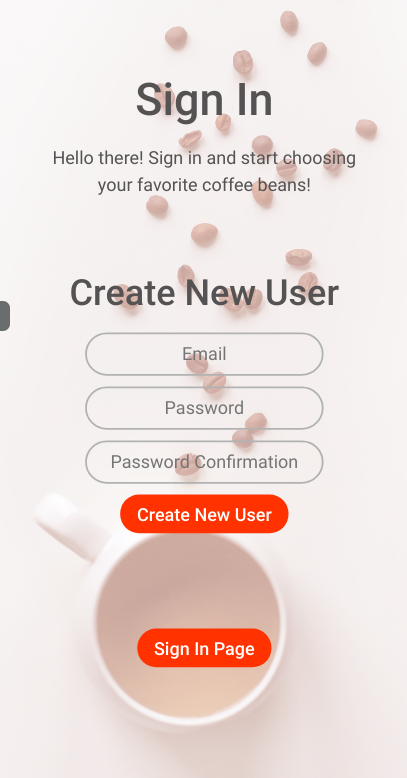 Sign In
Hello there! Sign in and start choosing
your favorite coffee beans!
Create New User
Email
Password
Password Confirmation
Create New User
Sign In Page